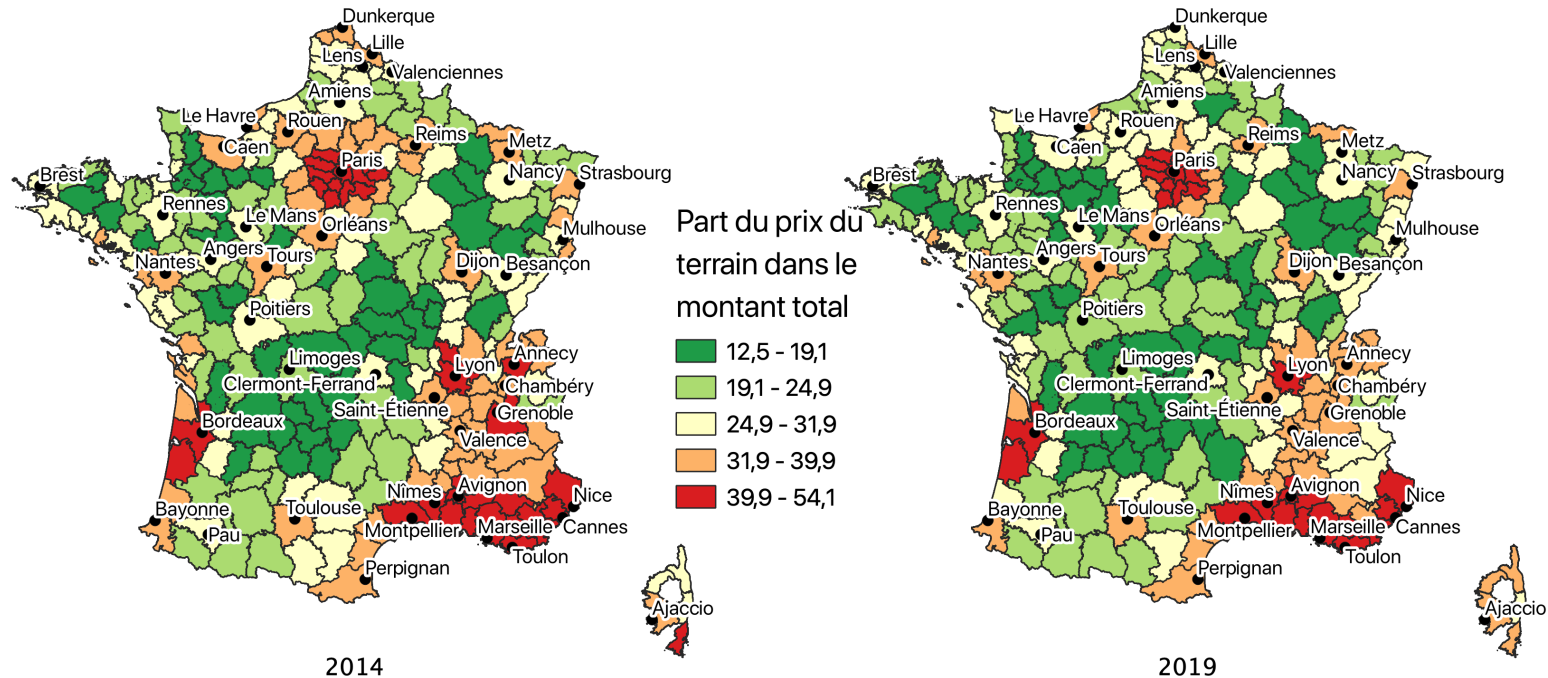 Dunkerque
Lille
Lens
Valenciennes
Amiens
Le Havre
Rouen
Reims
Caen
Metz
Paris
Brest
Nancy
Strasbourg
Rennes
Le Mans
Orléans
Mulhouse
Angers
Tours
Nantes
Dijon
Besançon
Poitiers
Limoges
Lyon
Annecy
Clermont-Ferrand
Chambéry
Saint-Étienne
Grenoble
Bordeaux
Valence
Nîmes
Avignon
Nice
Bayonne
Toulouse
Montpellier
Marseille
Cannes
Pau
Toulon
Perpignan
Ajaccio
2014
Part du prix du
terrain dans le
montant total
12,5 - 19,1
19,1 - 24,9
24,9 - 31,9
31,9 - 39,9
39,9 - 54,1
Dunkerque
Lille
Lens
Valenciennes
Amiens
Le Havre
Rouen
Reims
Caen
Metz
Paris
Brest
Nancy
Strasbourg
Rennes
Le Mans
Orléans
Mulhouse
Angers
Tours
Nantes
Dijon
Besançon
Poitiers
Limoges
Lyon
Annecy
Clermont-Ferrand
Chambéry
Saint-Étienne
Grenoble
Bordeaux
Valence
Nîmes
Avignon
Nice
Bayonne
Toulouse
Montpellier
Marseille
Cannes
Pau
Toulon
Perpignan
Ajaccio
2019